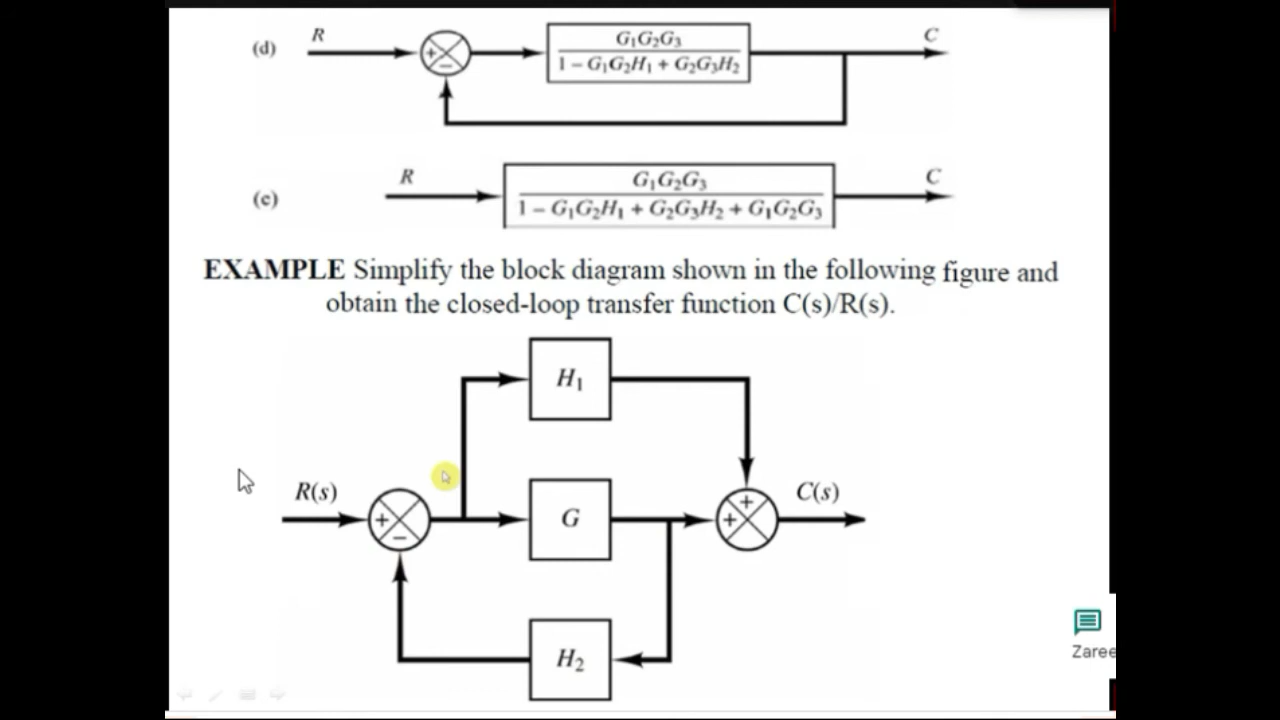 (d) R + − G₁G₂G₃ C
1 − G₁G₂H₁ + G₂G₃H₂
(e) R G₁G₂G₃ C
1 − G₁G₂H₁ + G₂G₃H₂ + G₁G₂G₃
EXAMPLE Simplify the block diagram shown in the following figure and
obtain the closed-loop transfer function C(s)/R(s).
H₁
R(s) + − G + + C(s)
H₂
Zaree